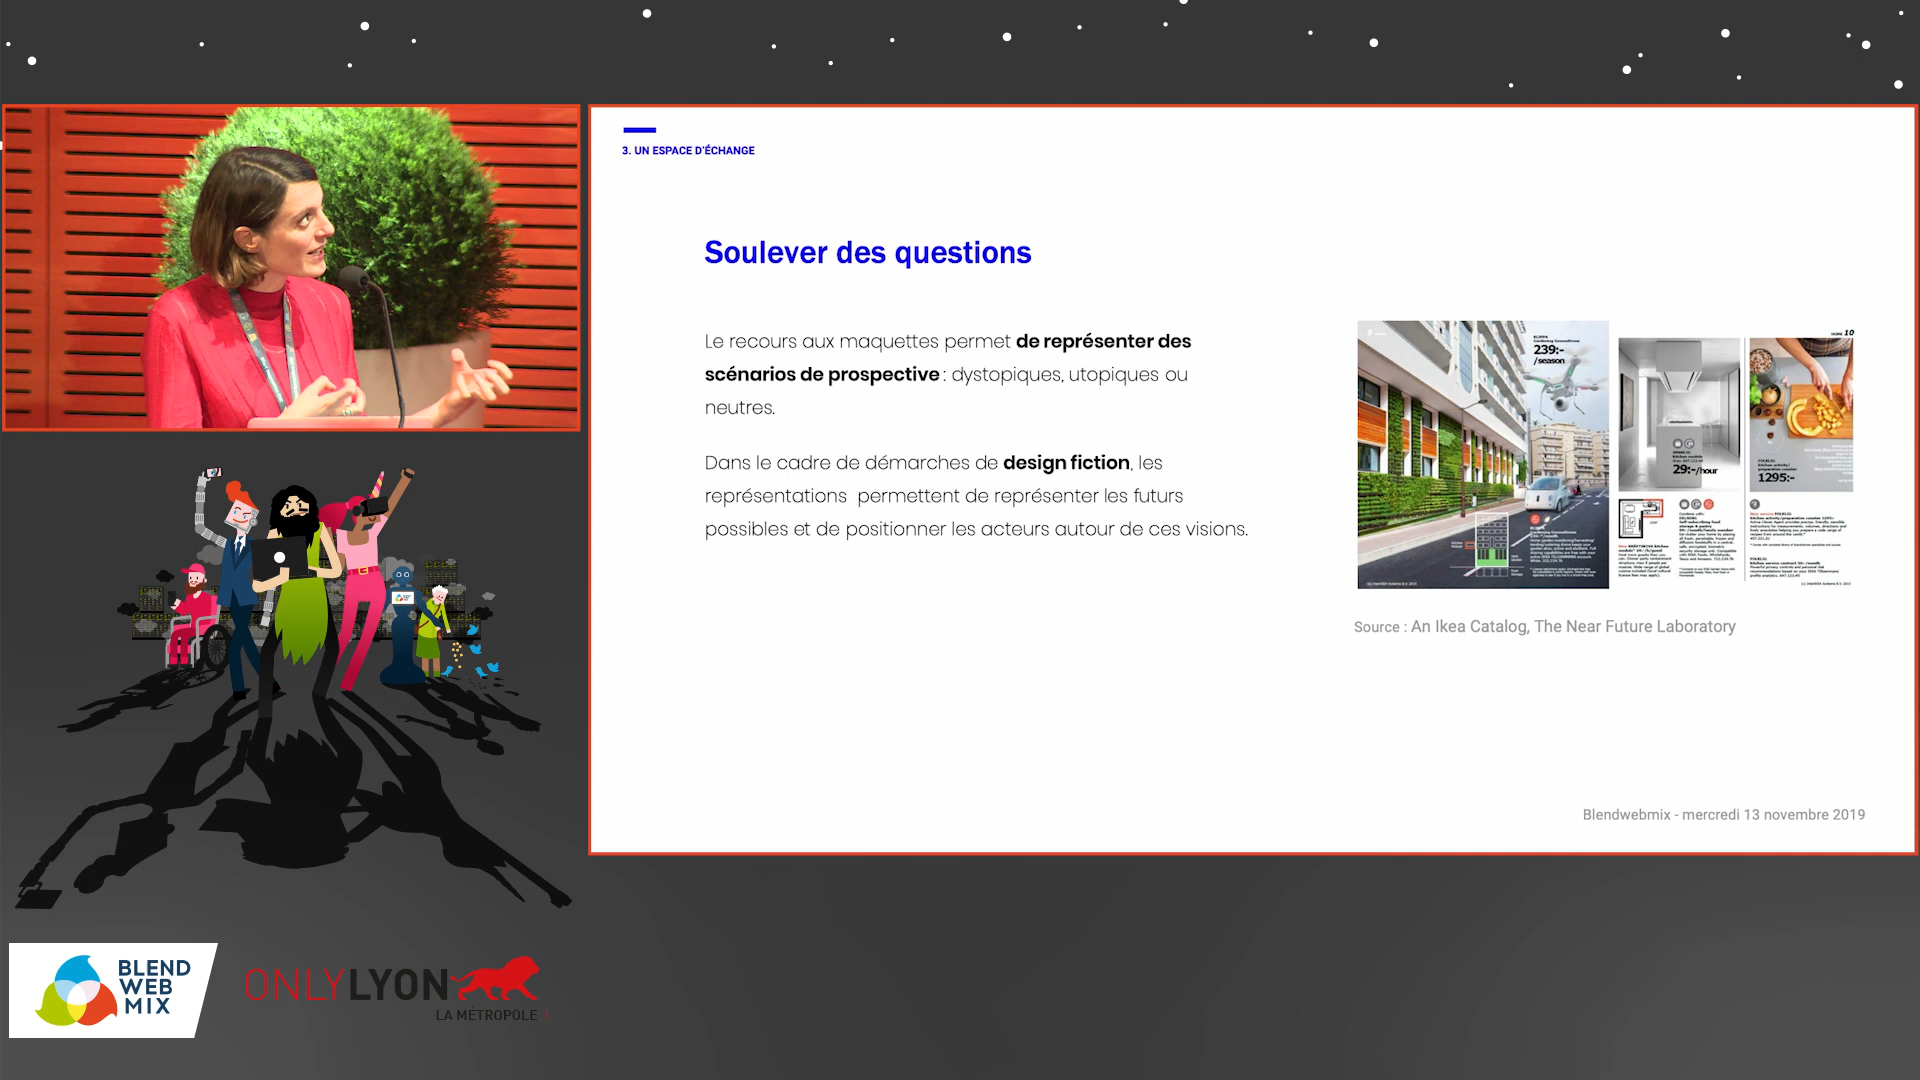 3. UN ESPACE D'ÉCHANGE
Soulever des questions
Le recours aux maquettes permet de représenter des
scénarios de prospective : dystopiques, utopiques ou
neutres.
Dans le cadre de démarches de design fiction, les
représentations permettent de représenter les futurs
possibles et de positionner les acteurs autour de ces visions.
239:-
/season
HOME 10
29:-/hour
1295:-
Source : An Ikea Catalog, The Near Future Laboratory
Blendwebmix - mercredi 13 novembre 2019
BLEND
WEB
MIX
ONLYLYON
LA MÉTROPOLE